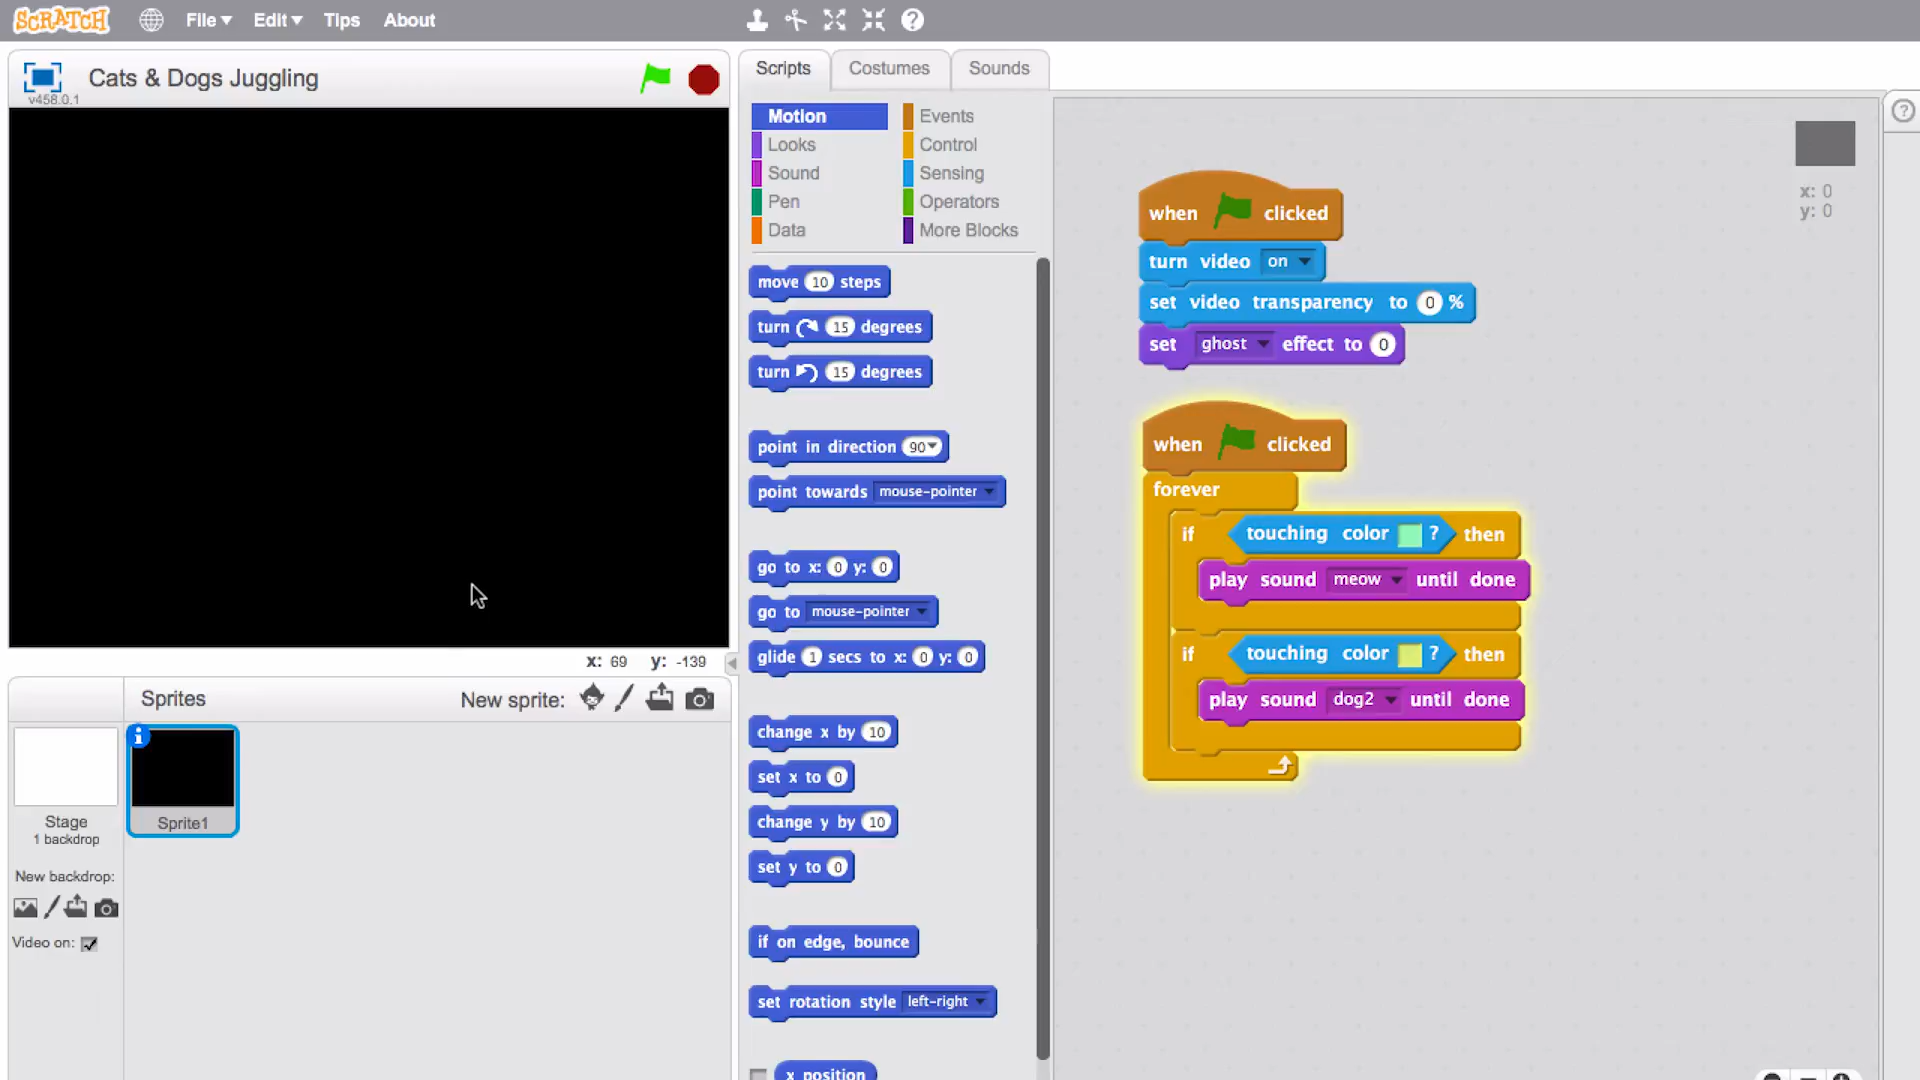 SCRATCH File Edit Tips About
Cats & Dogs Juggling
v458.0.1
Scripts Costumes Sounds
Motion Events
Looks Control
Sound Sensing
Pen Operators
Data More Blocks
move 10 steps
turn 15 degrees
turn 15 degrees
point in direction 90
point towards mouse-pointer
go to x: 0 y: 0
go to mouse-pointer
glide 1 secs to x: 0 y: 0
change x by 10
set x to 0
change y by 10
set y to 0
if on edge, bounce
set rotation style left-right
x position
when clicked
turn video on
set video transparency to 0 %
set ghost effect to 0
when clicked
forever
if touching color ? then
play sound meow until done
if touching color ? then
play sound dog2 until done
x: 0
y: 0
x: 69 y: -139
Sprites New sprite:
Sprite1
Stage
1 backdrop
New backdrop:
Video on: